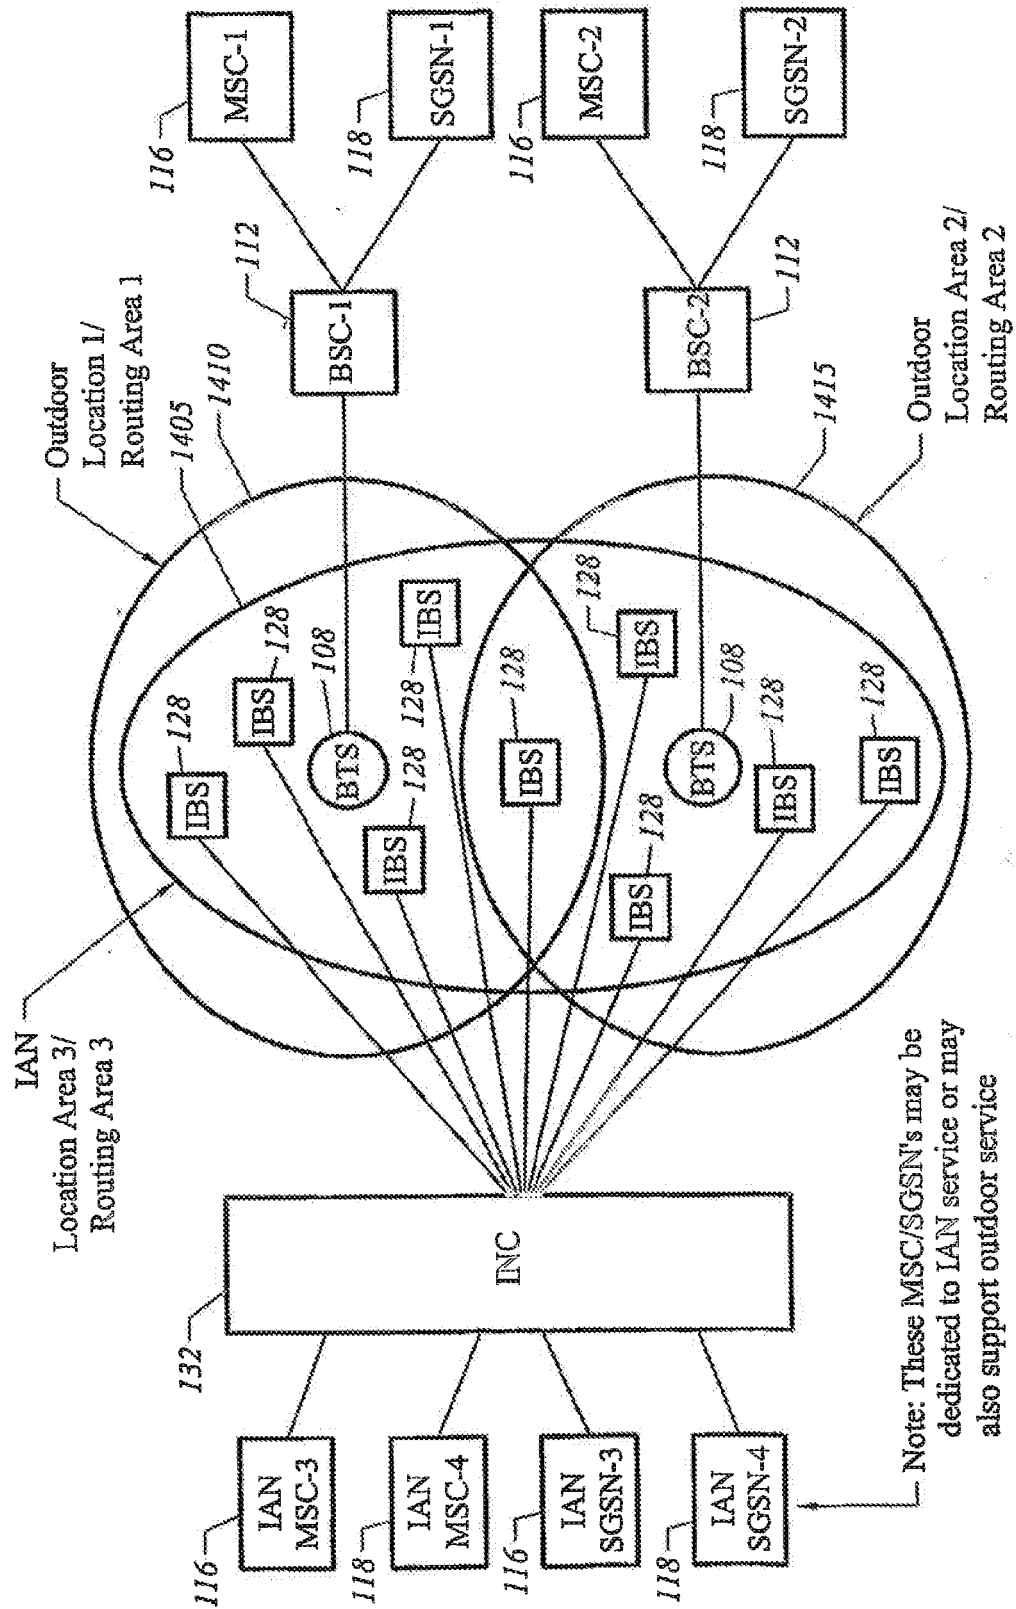 IAN
Location Area 3/
Routing Area 3
Outdoor
Location 1/
Routing Area 1
1405
1410
132
INC
116
IAN
MSC-3
118
IAN
MSC-4
116
IAN
SGSN-3
118
IAN
SGSN-4
IBS
128
IBS
128
BTS
108
IBS
128
IBS
128
IBS
128
IBS
128
IBS
128
BTS
108
IBS
128
IBS
128
112
BSC-1
116
MSC-1
118
SGSN-1
BSC-2
112
116
MSC-2
118
SGSN-2
1415
Outdoor
Location Area 2/
Routing Area 2
Note: These MSC/SGSN's may be
dedicated to IAN service or may
also support outdoor service